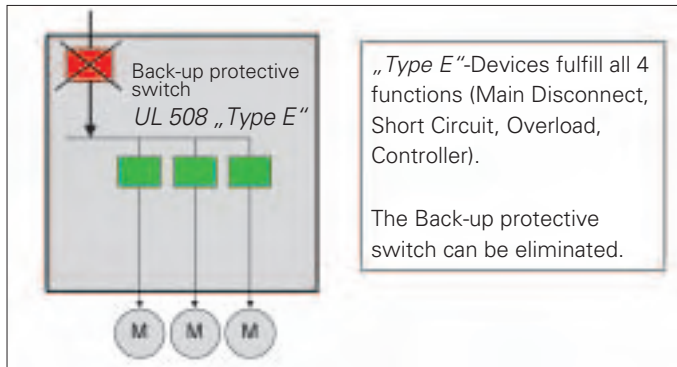 Back-up protective
switch
UL 508 „Type E“
M M M
„Type E“-Devices fulfill all 4
functions (Main Disconnect,
Short Circuit, Overload,
Controller).
The Back-up protective
switch can be eliminated.